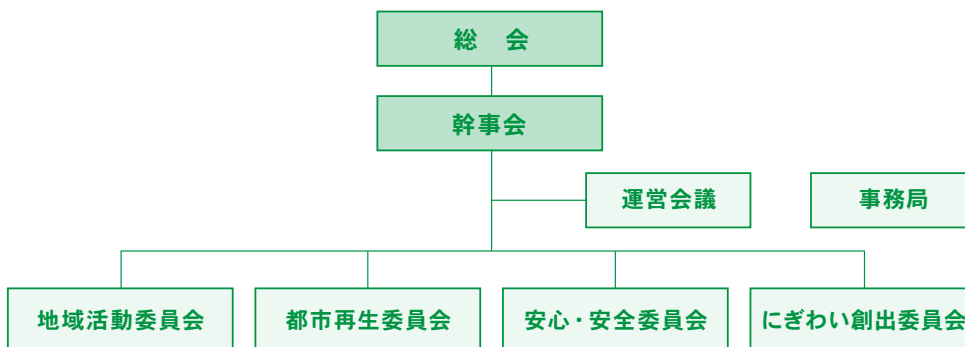 総　会
幹事会
運営会議
事務局
地域活動委員会
都市再生委員会
安心・安全委員会
にぎわい創出委員会